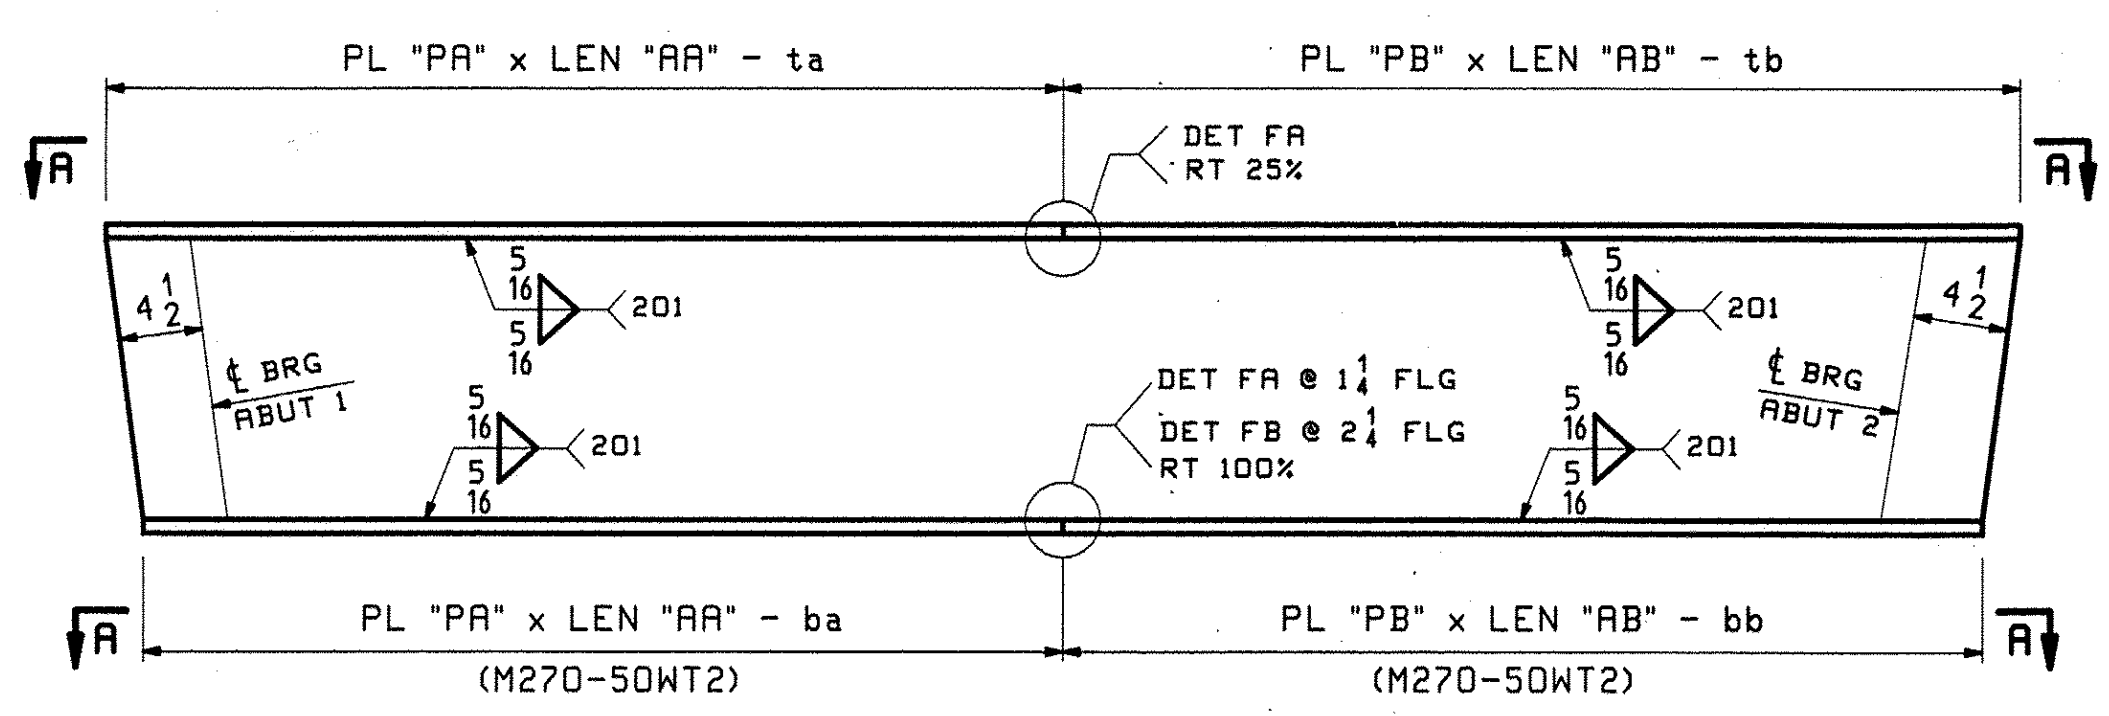 PL "PA" x LEN "AA" - ta
PL "PB" x LEN "AB" - tb
A
DET FA
RT 25%
A
5
16
5
16
201
5
16
5
16
201
4 1/2
4 1/2
℄ BRG
ABUT 1
DET FA @ 1 1/4 FLG
DET FB @ 2 1/4 FLG
RT 100%
℄ BRG
ABUT 2
5
16
5
16
201
5
16
5
16
201
A
PL "PA" x LEN "AA" - ba
(M270-50WT2)
PL "PB" x LEN "AB" - bb
(M270-50WT2)
A